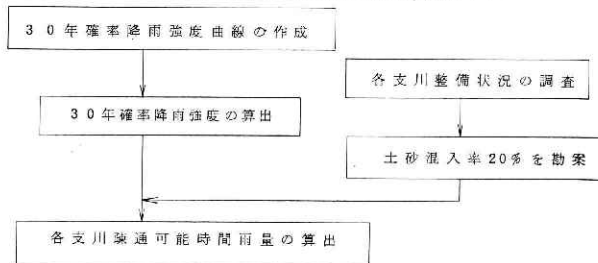 30年確率降雨強度曲線の作成
各支川整備状況の調査
30年確率降雨強度の算出
土砂混入率20%を勘案
各支川疎通可能時間雨量の算出